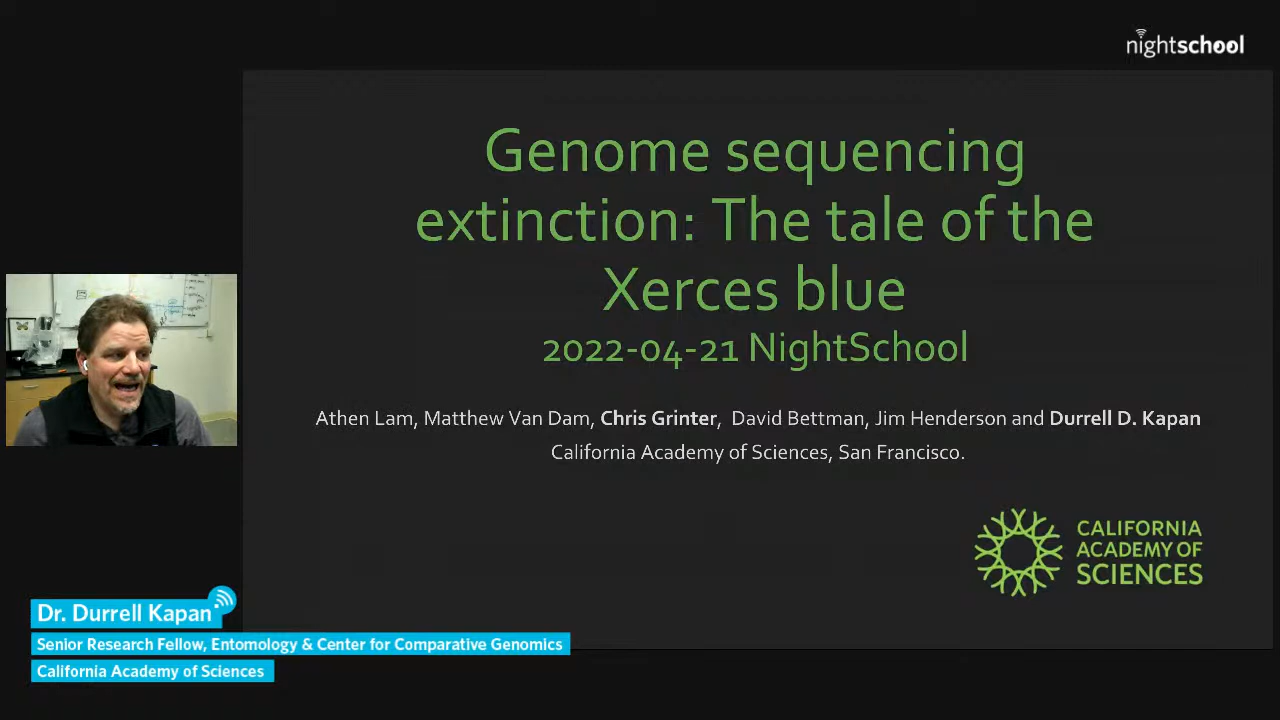 nightschool
Genome sequencing
extinction: The tale of the
Xerces blue
2022-04-21 NightSchool
Athen Lam, Matthew Van Dam, Chris Grinter, David Bettman, Jim Henderson and Durrell D. Kapan
California Academy of Sciences, San Francisco.
CALIFORNIA
ACADEMY OF
SCIENCES
Dr. Durrell Kapan
Senior Research Fellow, Entomology & Center for Comparative Genomics
California Academy of Sciences